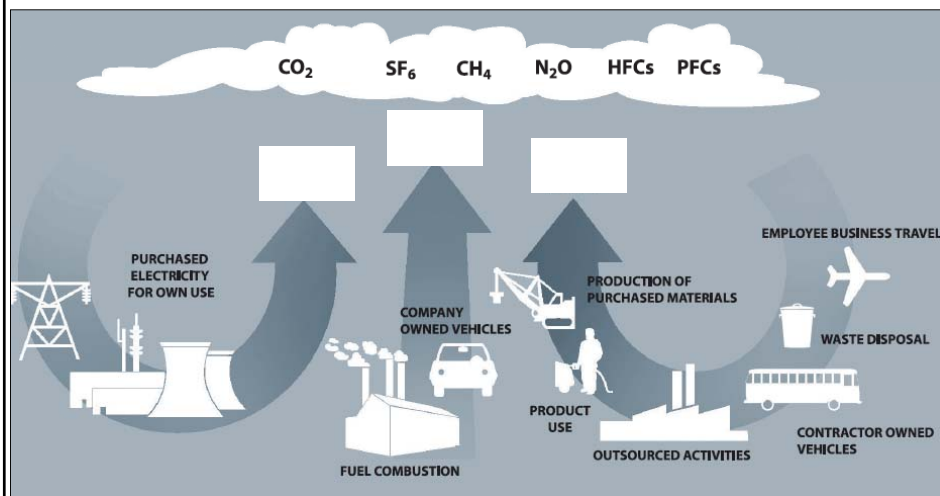 CO₂ SF₆ CH₄ N₂O HFCs PFCs
PURCHASED
ELECTRICITY
FOR OWN USE
COMPANY
OWNED VEHICLES
FUEL COMBUSTION
PRODUCTION OF
PURCHASED MATERIALS
PRODUCT
USE
OUTSOURCED ACTIVITIES
EMPLOYEE BUSINESS TRAVEL
WASTE DISPOSAL
CONTRACTOR OWNED
VEHICLES